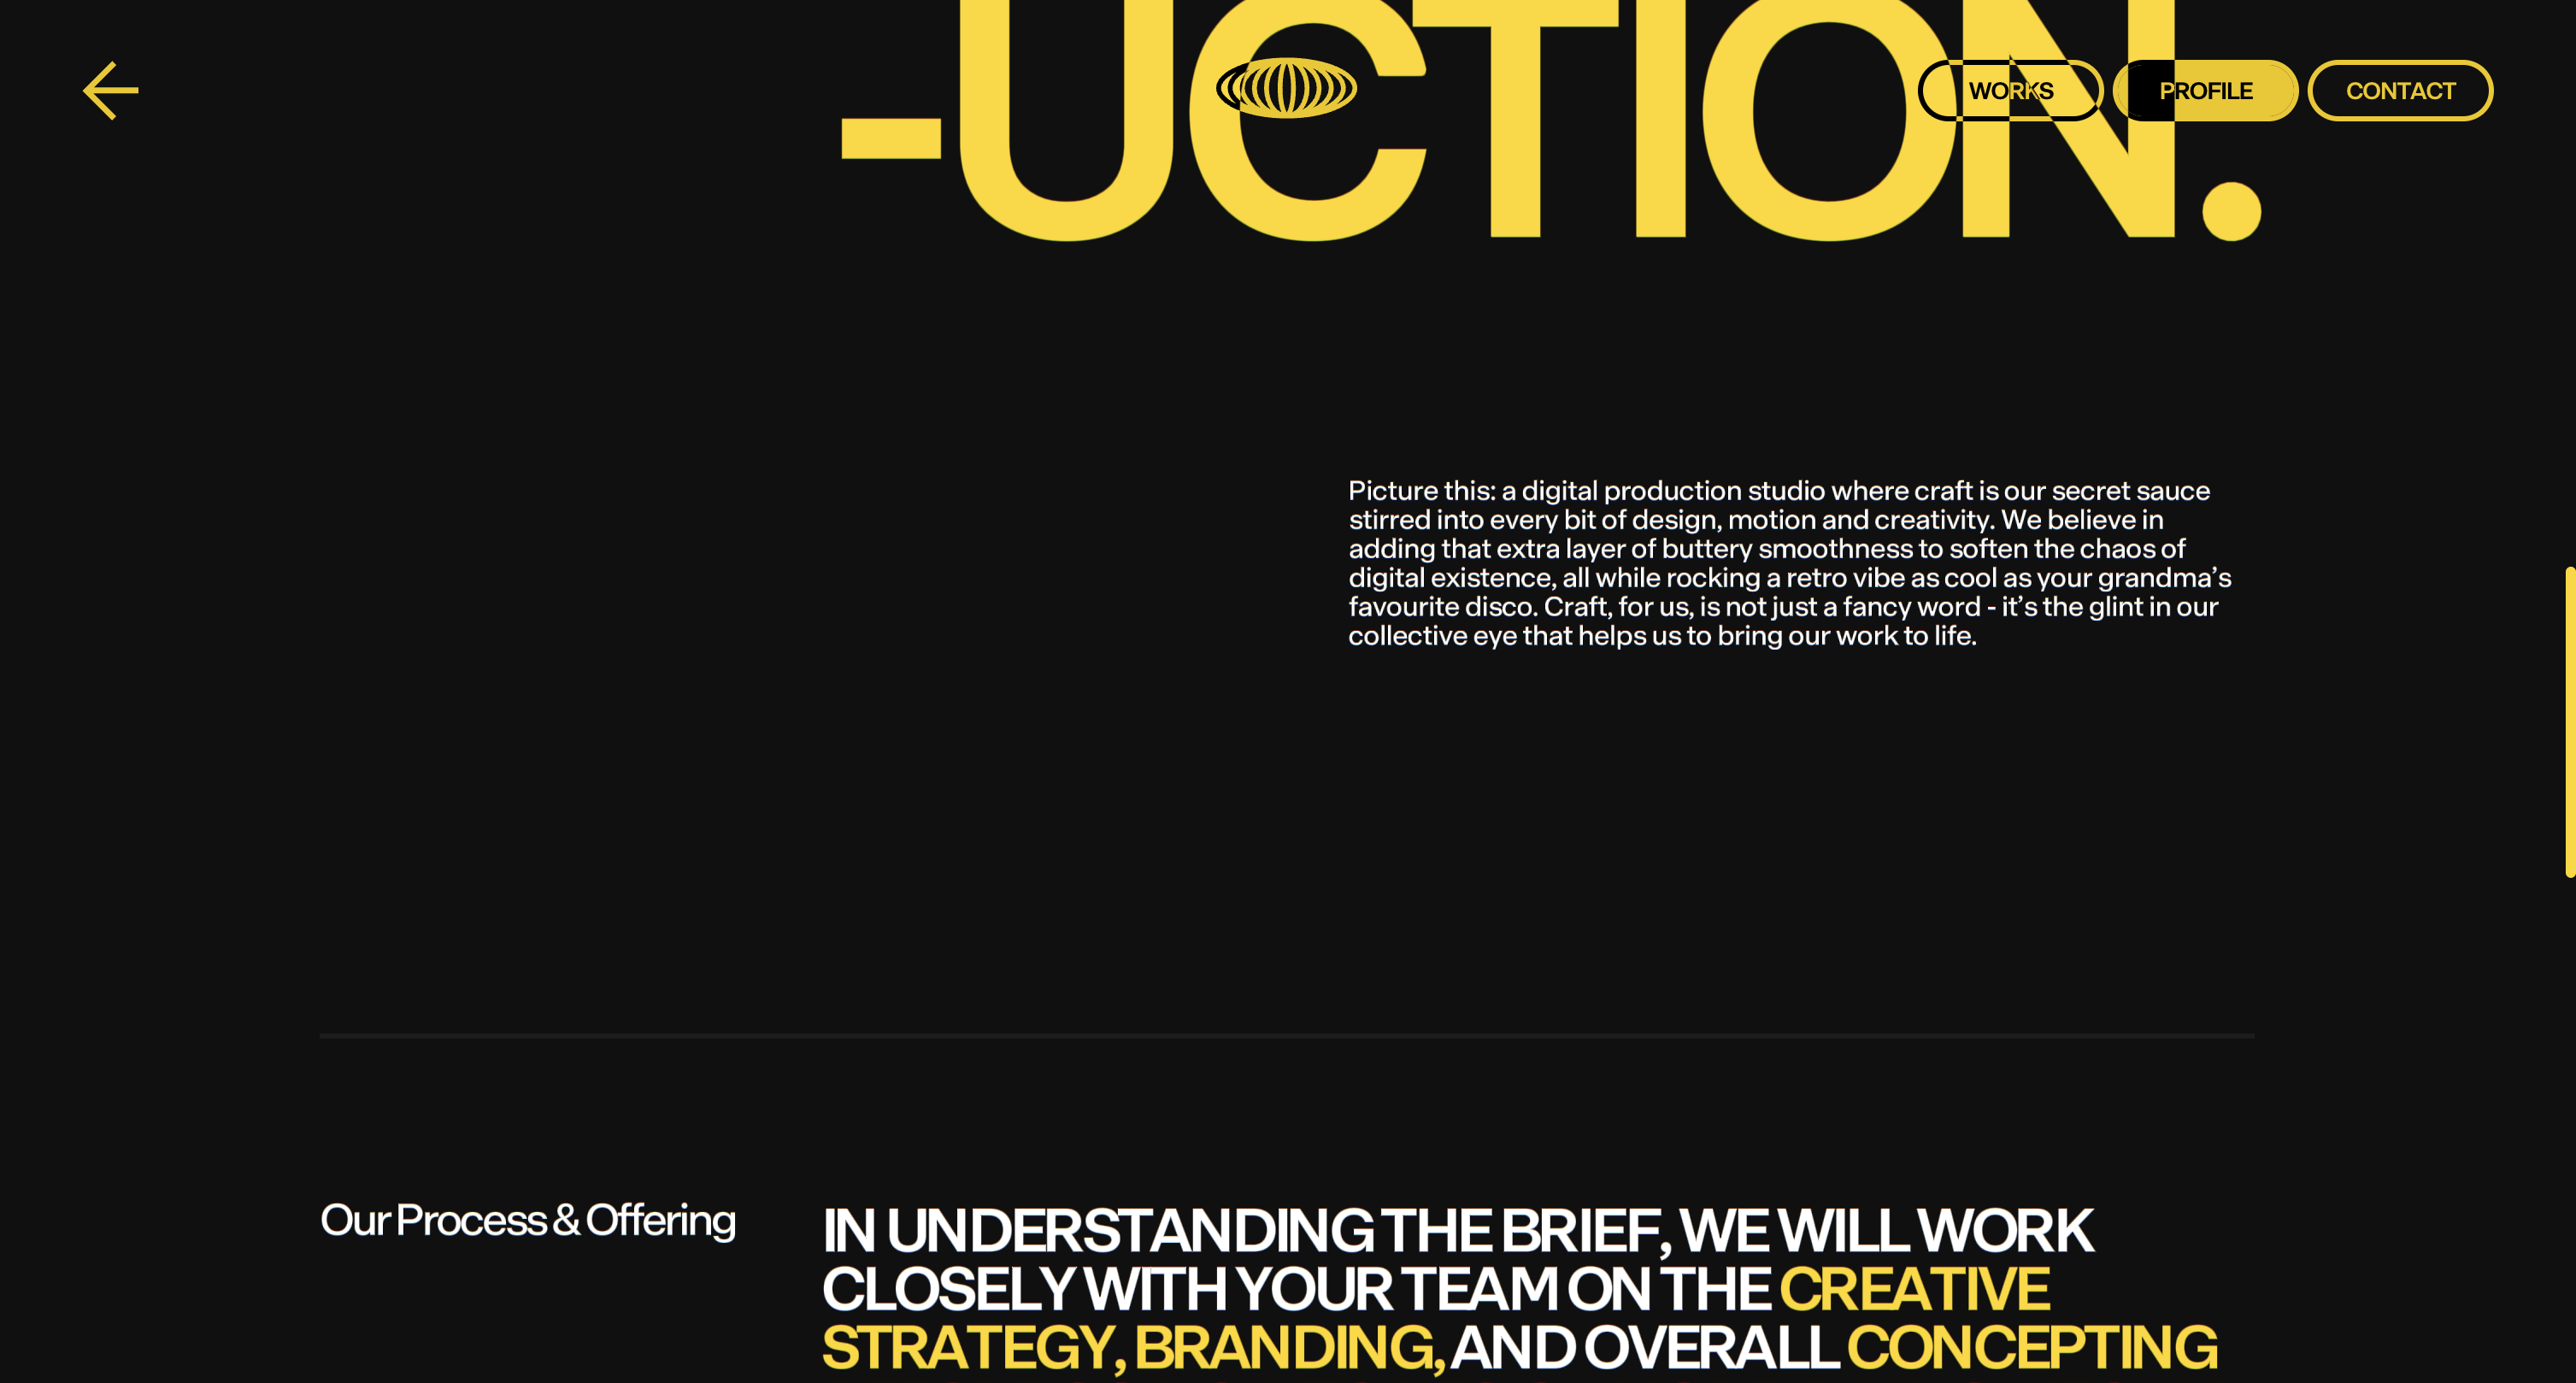 -UCTION.
WORKS
PROFILE
CONTACT
Picture this: a digital production studio where craft is our secret sauce
stirred into every bit of design, motion and creativity. We believe in
adding that extra layer of buttery smoothness to soften the chaos of
digital existence, all while rocking a retro vibe as cool as your grandma’s
favourite disco. Craft, for us, is not just a fancy word - it’s the glint in our
collective eye that helps us to bring our work to life.
Our Process & Offering
IN UNDERSTANDING THE BRIEF, WE WILL WORK
CLOSELY WITH YOUR TEAM ON THE CREATIVE
STRATEGY, BRANDING, AND OVERALL CONCEPTING